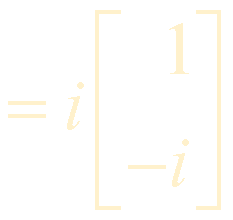 = i [ 1
-i ]